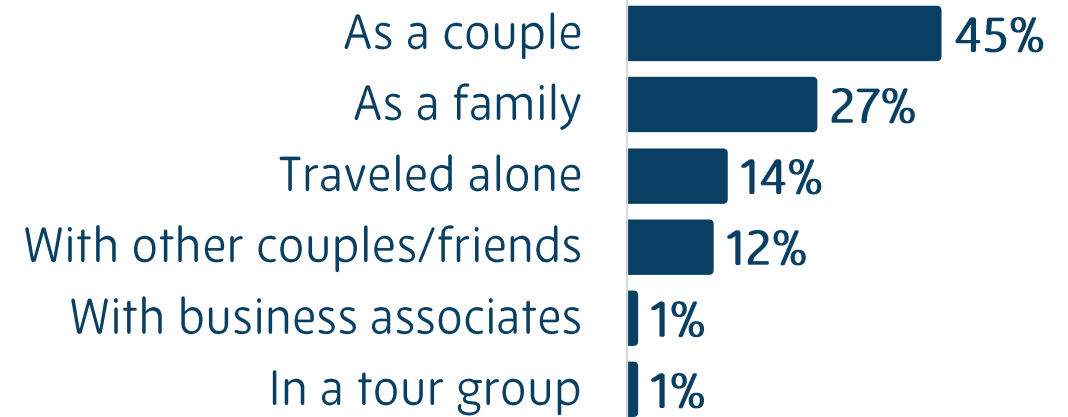 As a couple 45%
As a family 27%
Traveled alone 14%
With other couples/friends 12%
With business associates 1%
In a tour group 1%